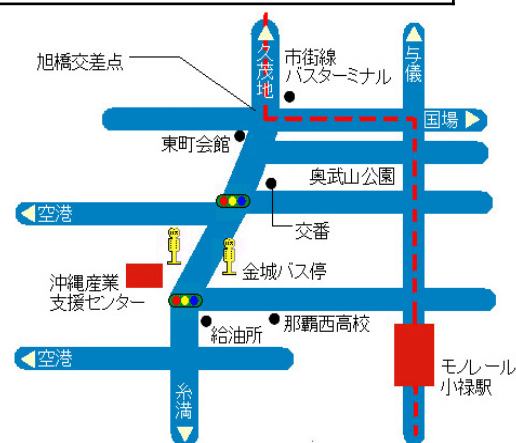 久茂地
与儀
市街線
バスターミナル
旭橋交差点
国場
東町会館
奥武山公園
空港
交番
金城バス停
沖縄産業
支援センター
給油所
那覇西高校
空港
モノレール
小禄駅
糸満